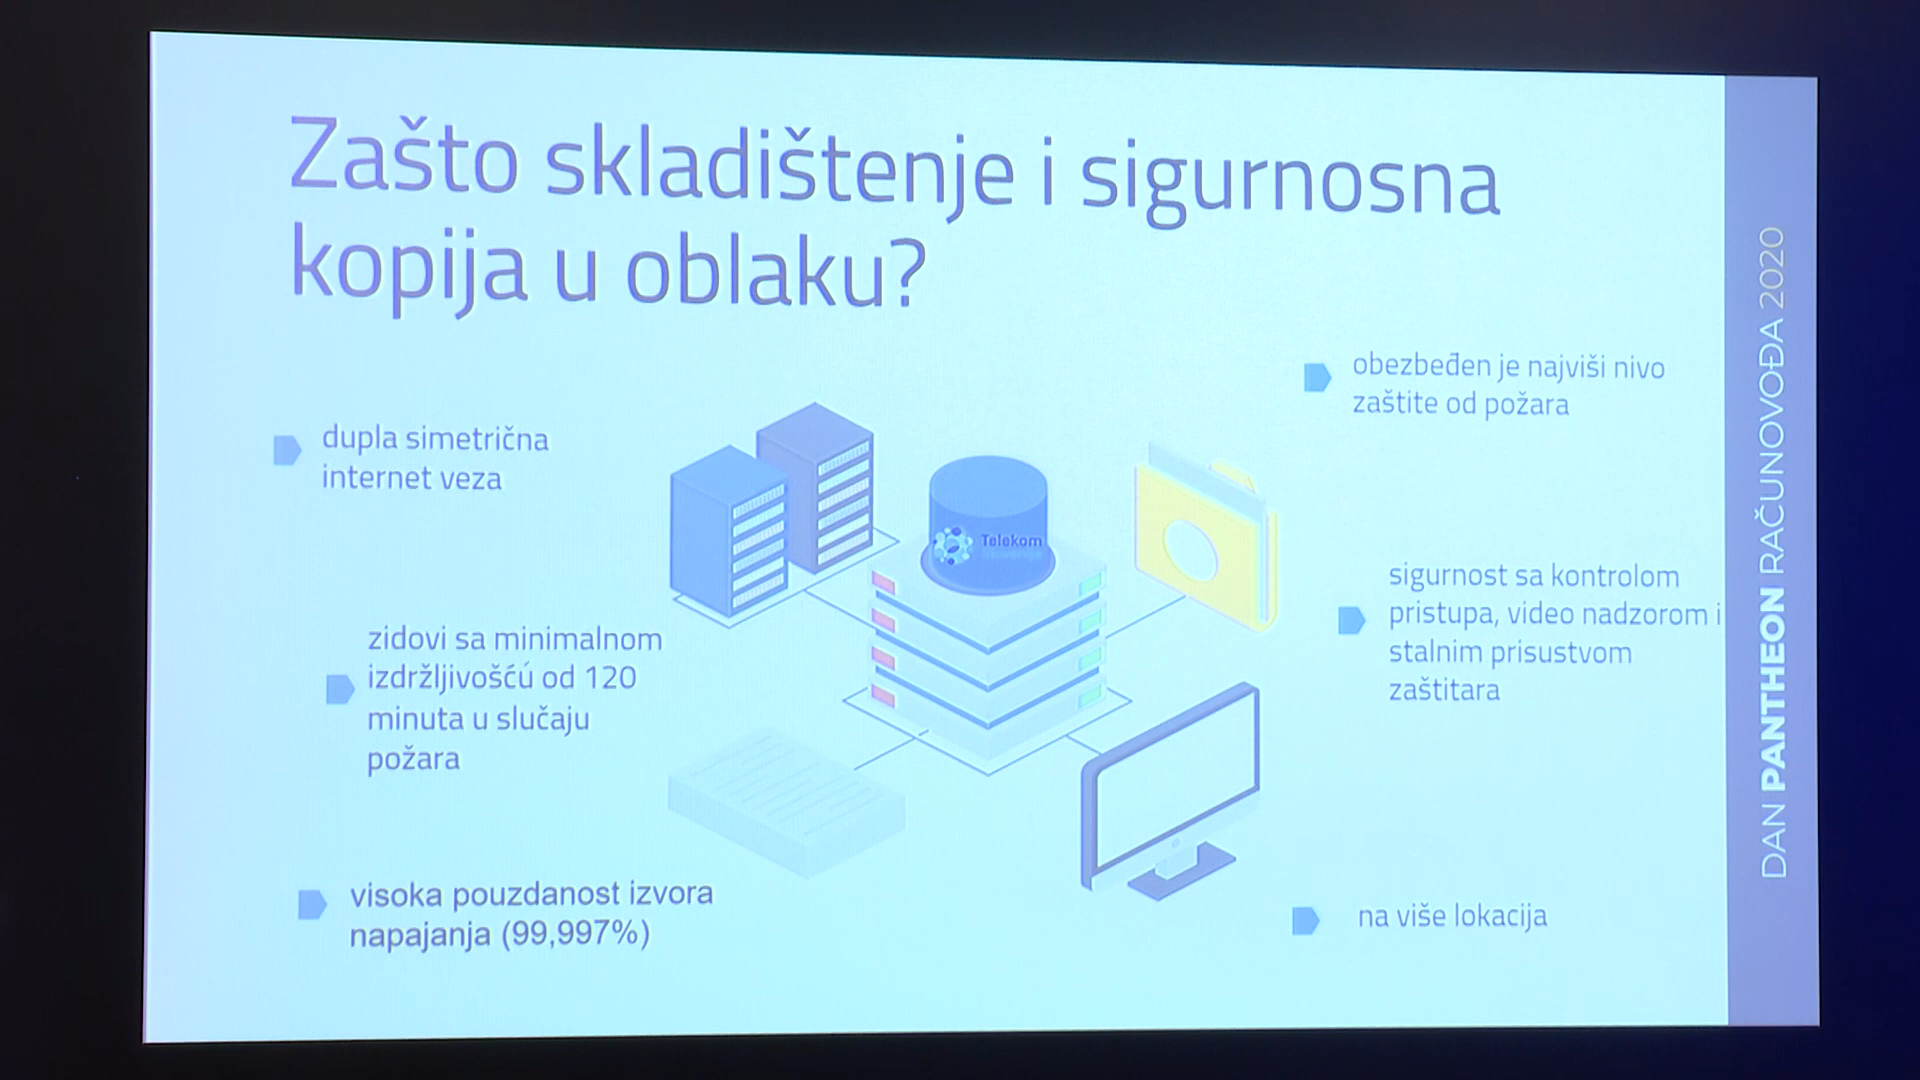 Zašto skladištenje i sigurnosna
kopija u oblaku?
dupla simetrična
internet veza
zidovi sa minimalnom
izdržljivošćú od 120
minuta u slučaju
požara
visoka pouzdanost izvora
napajanja (99,997%)
Telekom
Slovenije
obezbeđen je najviši nivo
zaštite od požara
sigurnost sa kontrolom
pristupa, video nadzorom i
stalnim prisustvom
zaštitara
na više lokacija
DAN PANTHEON RAČUNOVOĐA 2020